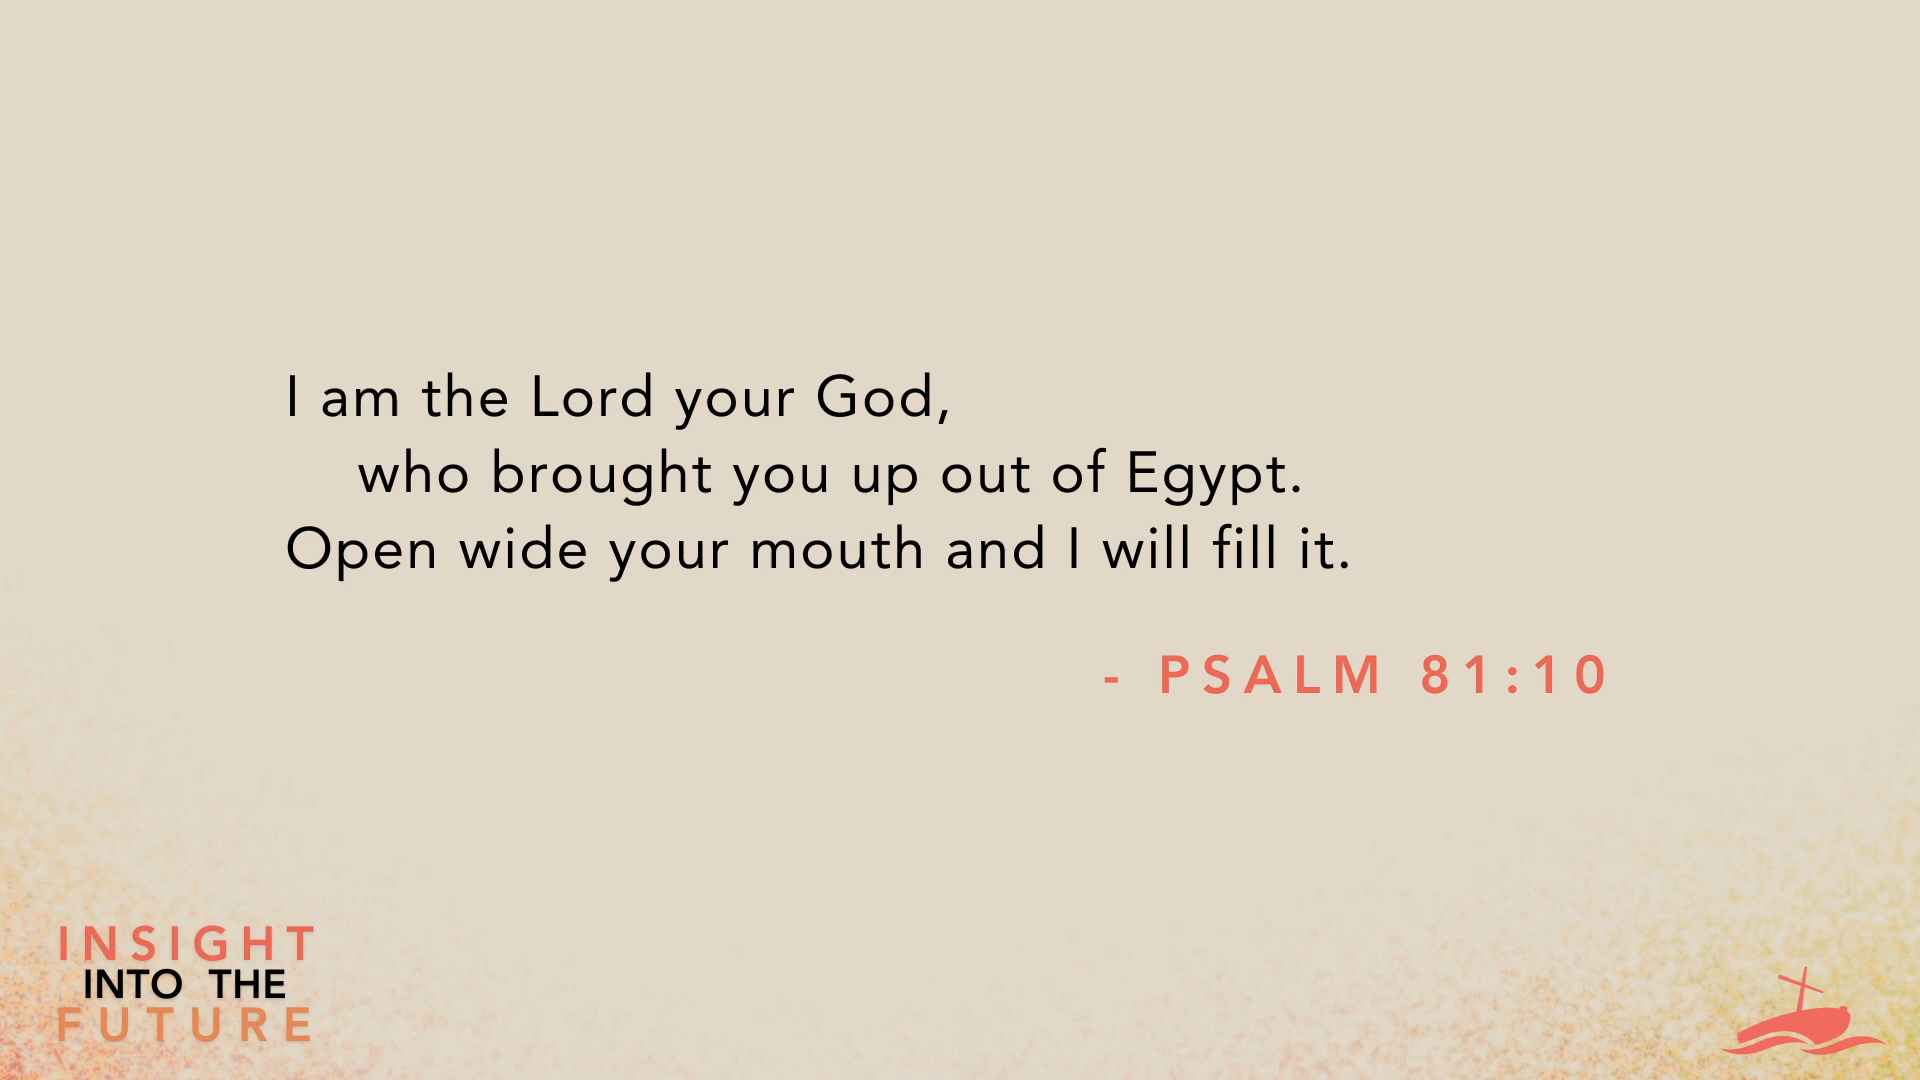 I am the Lord your God,
who brought you up out of Egypt.
Open wide your mouth and I will fill it.
- PSALM 81:10
INSIGHT
INTO THE
FUTURE